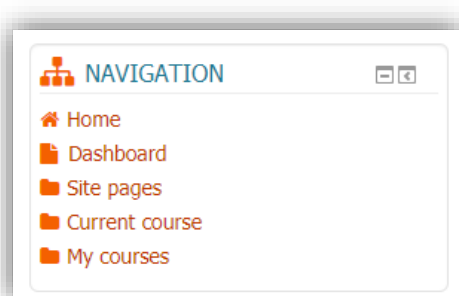 NAVIGATION
Home
Dashboard
Site pages
Current course
My courses